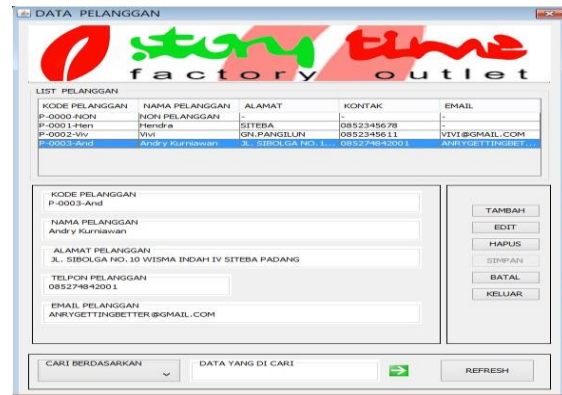 DATA PELANGGAN
story time
factory outlet
LIST PELANGGAN
KODE PELANGGAN NAMA PELANGGAN ALAMAT KONTAK EMAIL
P-0000-NON NON PELANGGAN - - -
P-0001-Hen Hendra SITEBA 0852345678 -
P-0002-Viv Vivi GN.PANGILUN 0852345611 VIVI@GMAIL.COM
P-0003-And Andry Kurniawan JL. SIBOLGA NO. 1... 085274842001 ANRYGETTINGBET...
KODE PELANGGAN
P-0003-And
NAMA PELANGGAN
Andry Kurniawan
ALAMAT PELANGGAN
JL. SIBOLGA NO.10 WISMA INDAH IV SITEBA PADANG
TELPON PELANGGAN
085274842001
EMAIL PELANGGAN
ANRYGETTINGBETTER@GMAIL.COM
TAMBAH
EDIT
HAPUS
SIMPAN
BATAL
KELUAR
CARI BERDASARKAN
DATA YANG DI CARI
REFRESH